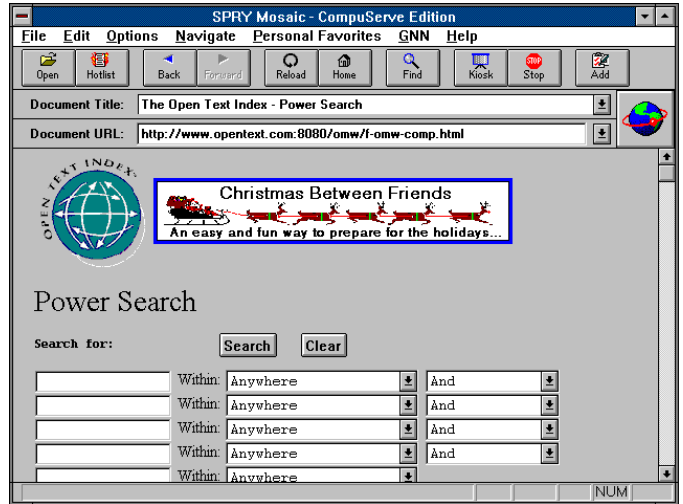 SPRY Mosaic - CompuServe Edition
File Edit Options Navigate Personal Favorites GNN Help
Open Hotlist Back Forward Reload Home Find Kiosk Stop Add
Document Title: The Open Text Index - Power Search
Document URL: http://www.opentext.com:8080/omw/f-omw-comp.html
OPEN TEXT INDEX
Christmas Between Friends
An easy and fun way to prepare for the holidays...
Power Search
Search for: Search Clear
Within: Anywhere And
Within: Anywhere And
Within: Anywhere And
Within: Anywhere And
Within: Anywhere
NUM